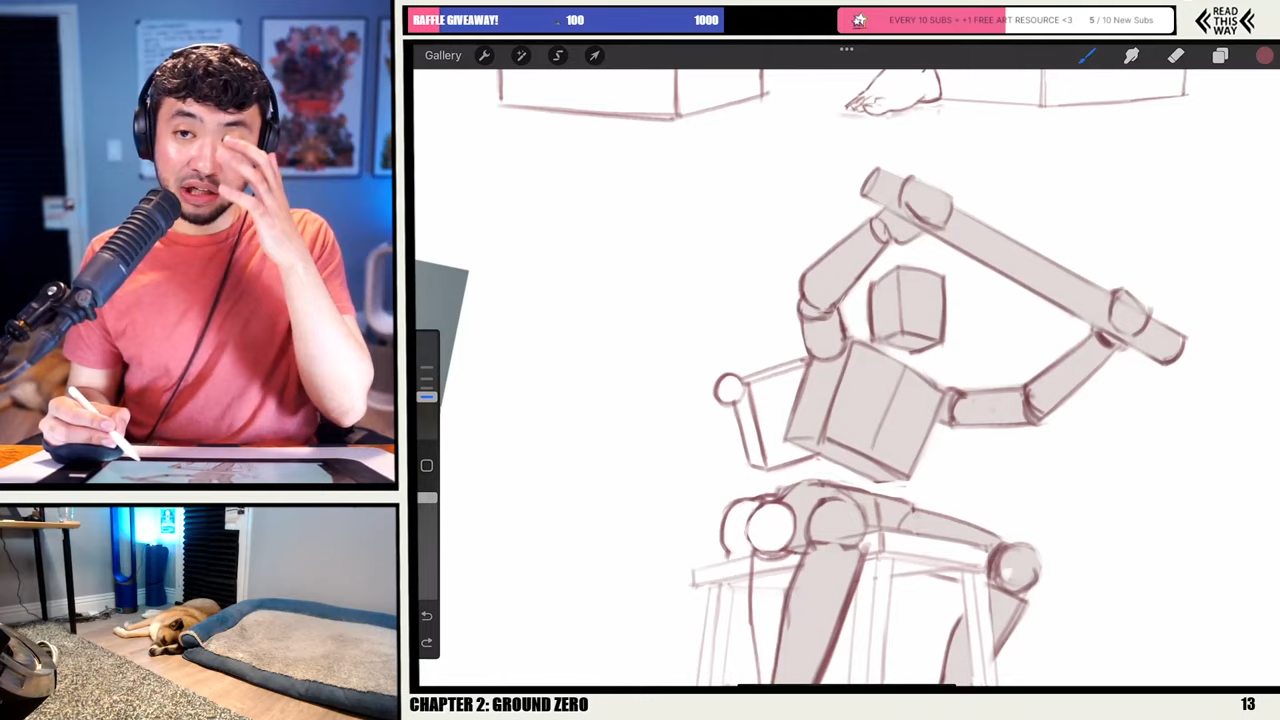 RAFFLE GIVEAWAY!
100
1000
EVERY 10 SUBS = +1 FREE ART RESOURCE <3
5 / 10 New Subs
READ THIS WAY
Gallery
CHAPTER 2: GROUND ZERO
13